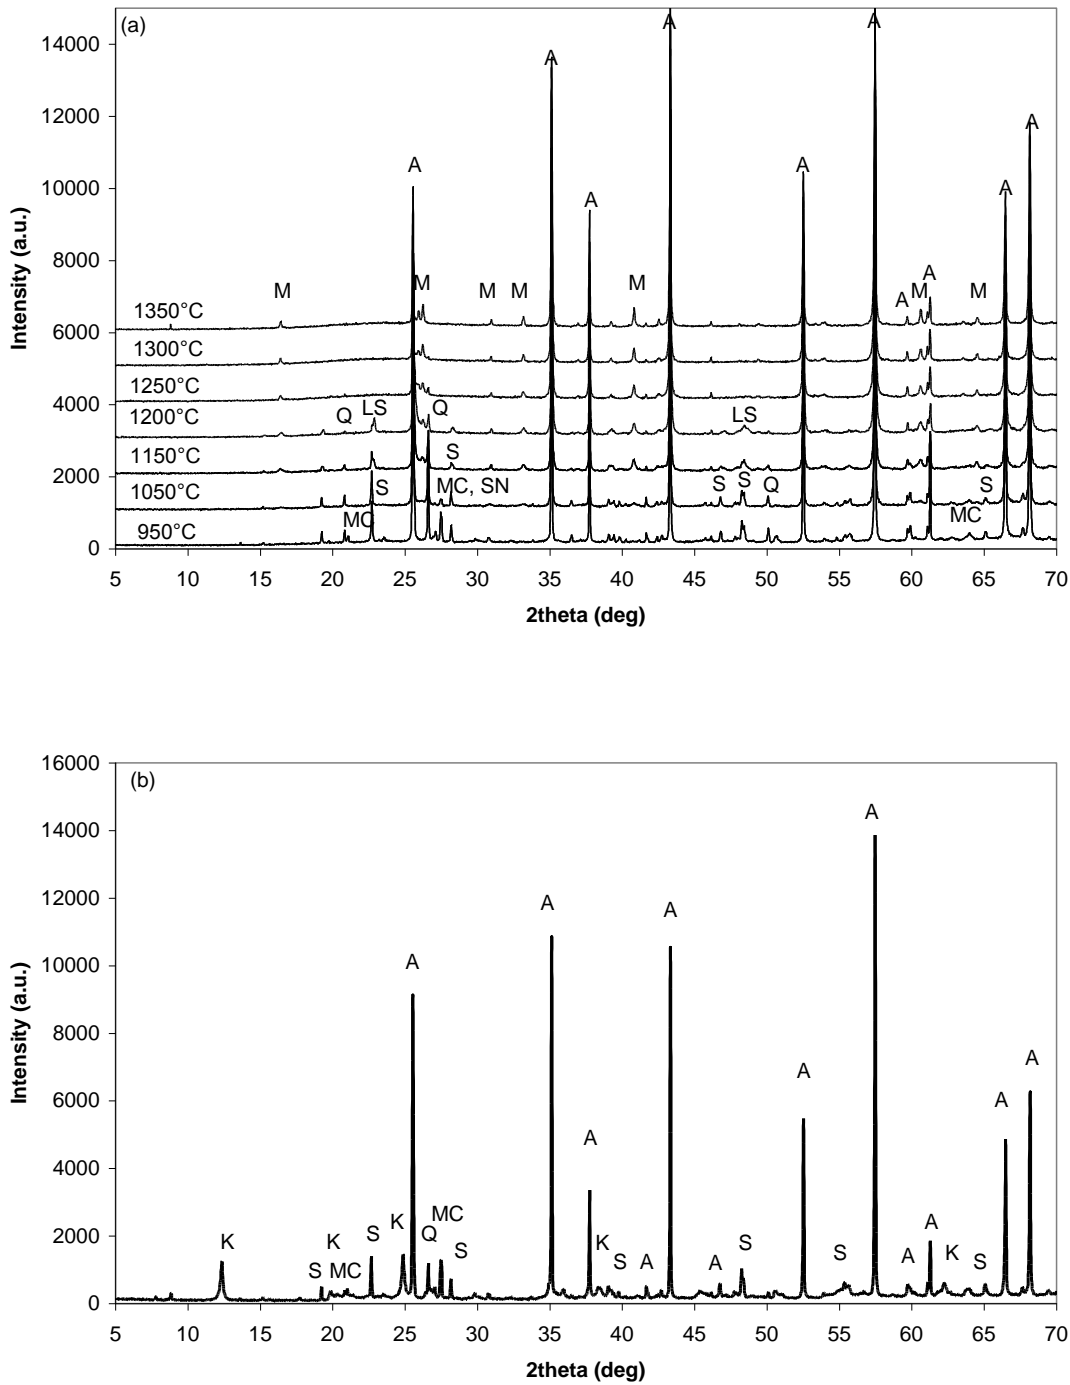 (a)
14000
12000
10000
8000
6000
4000
2000
0
Intensity (a.u.)
A
A
A
A
A
A
A
A
A
M
M
M
M
M
A
A
M
M
1350°C
1300°C
1250°C
1200°C
1150°C
1050°C
950°C
Q
LS
Q
LS
S
S
MC, SN
S
S
Q
S
MC
MC
5 10 15 20 25 30 35 40 45 50 55 60 65 70
2theta (deg)
(b)
16000
14000
12000
10000
8000
6000
4000
2000
0
Intensity (a.u.)
A
A
A
A
A
A
A
A
K
S
K
MC
S
K
Q
MC
S
K
S
A
A
S
S
A
A
K
S
5 10 15 20 25 30 35 40 45 50 55 60 65 70
2theta (deg)